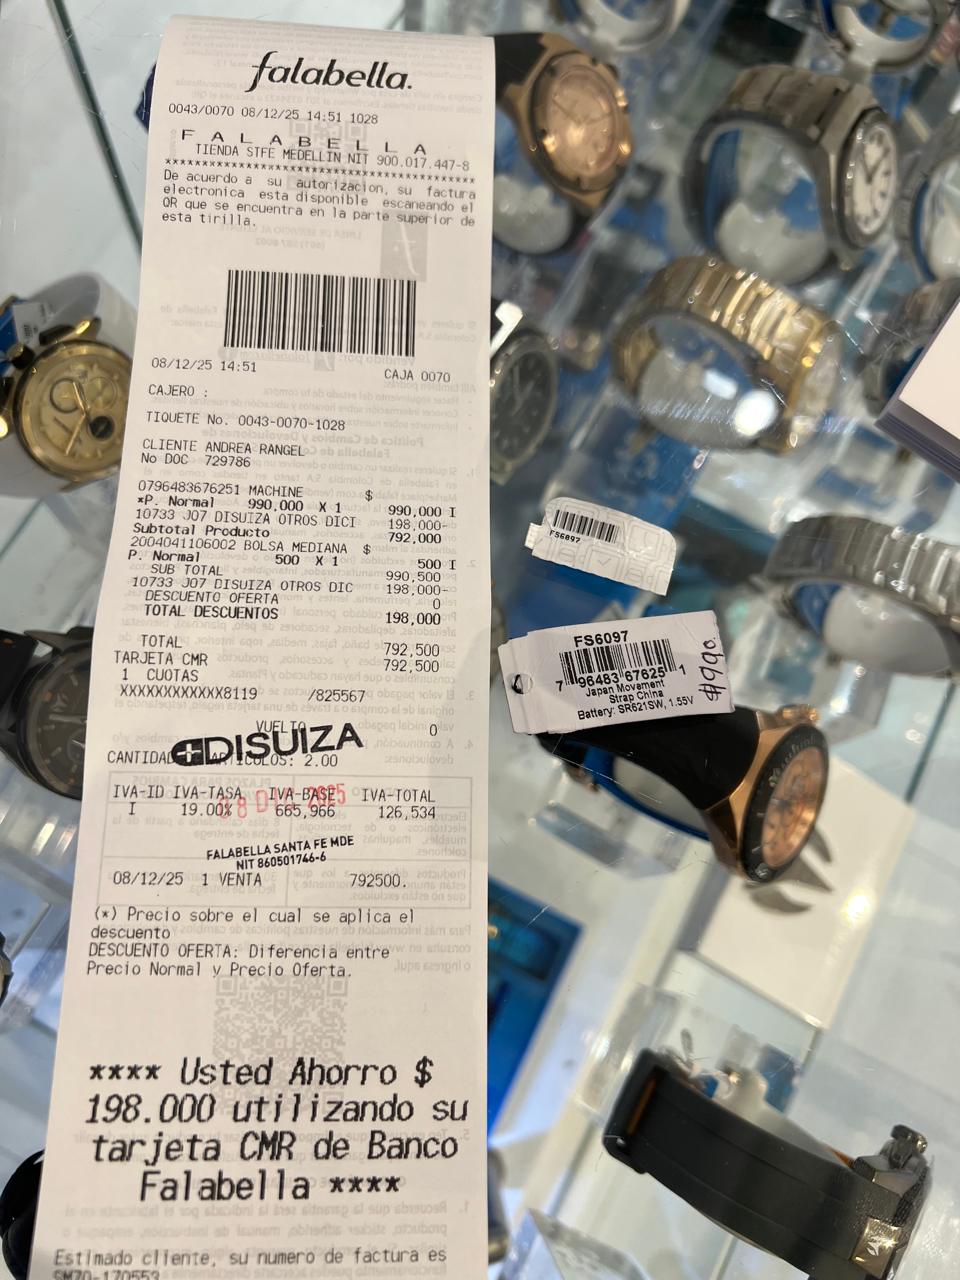 falabella.
0043/0070 08/12/25 14:51 1028
F A L A B E L L A
TIENDA STFE MEDELLIN NIT 900.017.447-8
****************************************
De acuerdo a su autorizacion, su factura
electronica esta disponible escaneando el
QR que se encuentra en la parte superior de
esta tirilla.
08/12/25 14:51 CAJA 0070
CAJERO :
TIQUETE No. 0043-0070-1028
CLIENTE ANDREA RANGEL
No DOC 729786
0796483676251 MACHINE $
*P. Normal 990,000 X 1 990,000 I
10733 J07 DISUIZA OTROS DICI 198,000-
Subtotal Producto 792,000
2004041106002 BOLSA MEDIANA $
P. Normal 500 X 1 500 I
SUB TOTAL 990,500
10733 J07 DISUIZA OTROS DIC 198,000-
DESCUENTO OFERTA 0
TOTAL DESCUENTOS 198,000
TOTAL 792,500
TARJETA CMR 792,500
1 CUOTAS
XXXXXXXXXXXX8119 /825567
VUELTO 0
DISUIZA
CANTIDAD ARTICULOS: 2.00
IVA-ID IVA-TASA IVA-BASE IVA-TOTAL
I 19.00% 665,966 126,534
08 DIC 2025
FALABELLA SANTA FE MDE
NIT 860501746-6
08/12/25 1 VENTA 792500.
(*) Precio sobre el cual se aplica el
descuento
DESCUENTO OFERTA: Diferencia entre
Precio Normal y Precio Oferta.
**** Usted Ahorro $
198.000 utilizando su
tarjeta CMR de Banco
Falabella ****
Estimado cliente, su numero de factura es
SM70-170553
FS6097
FS6097
7 96483 67625 1
Japan Movement
Strap China
Battery: SR621SW, 1.55V
$990.